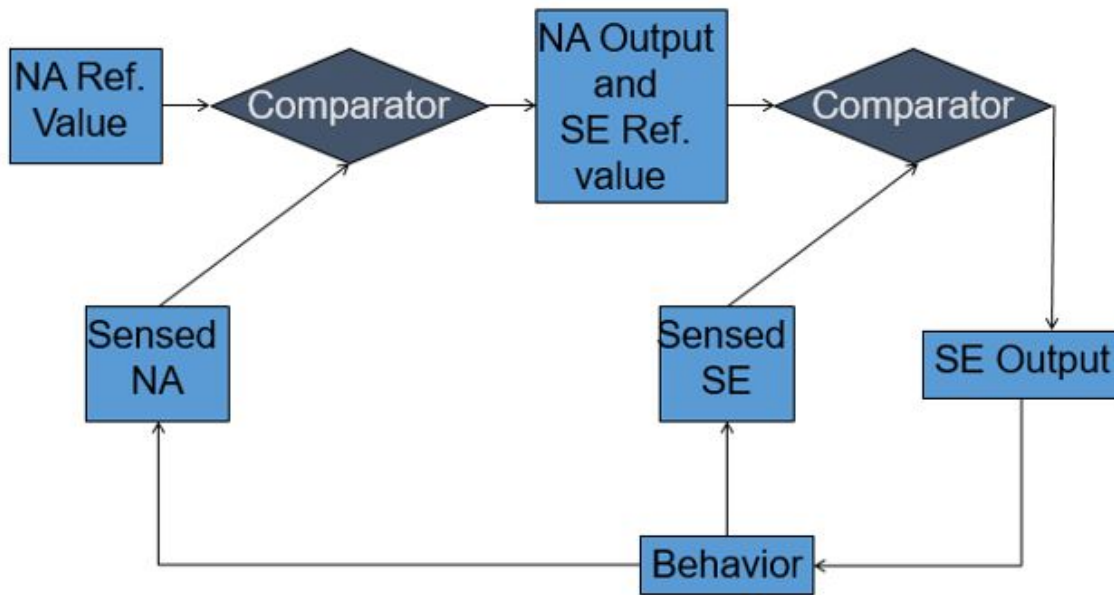 NA Ref.
Value
Comparator
NA Output
and
SE Ref.
value
Comparator
Sensed
NA
Sensed
SE
SE Output
Behavior